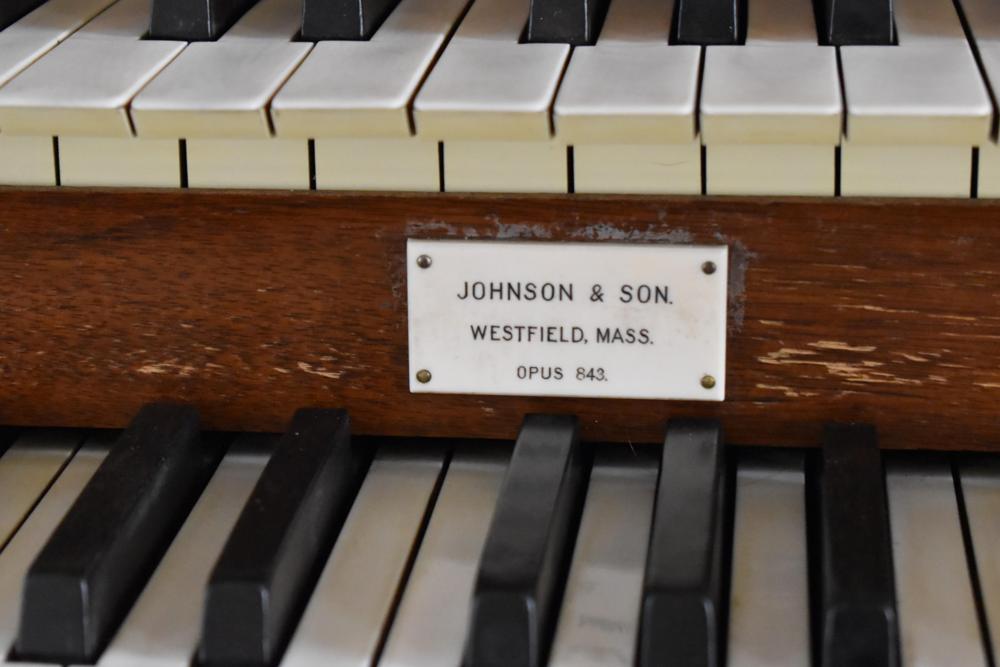 JOHNSON & SON.
WESTFIELD, MASS.
OPUS 843.